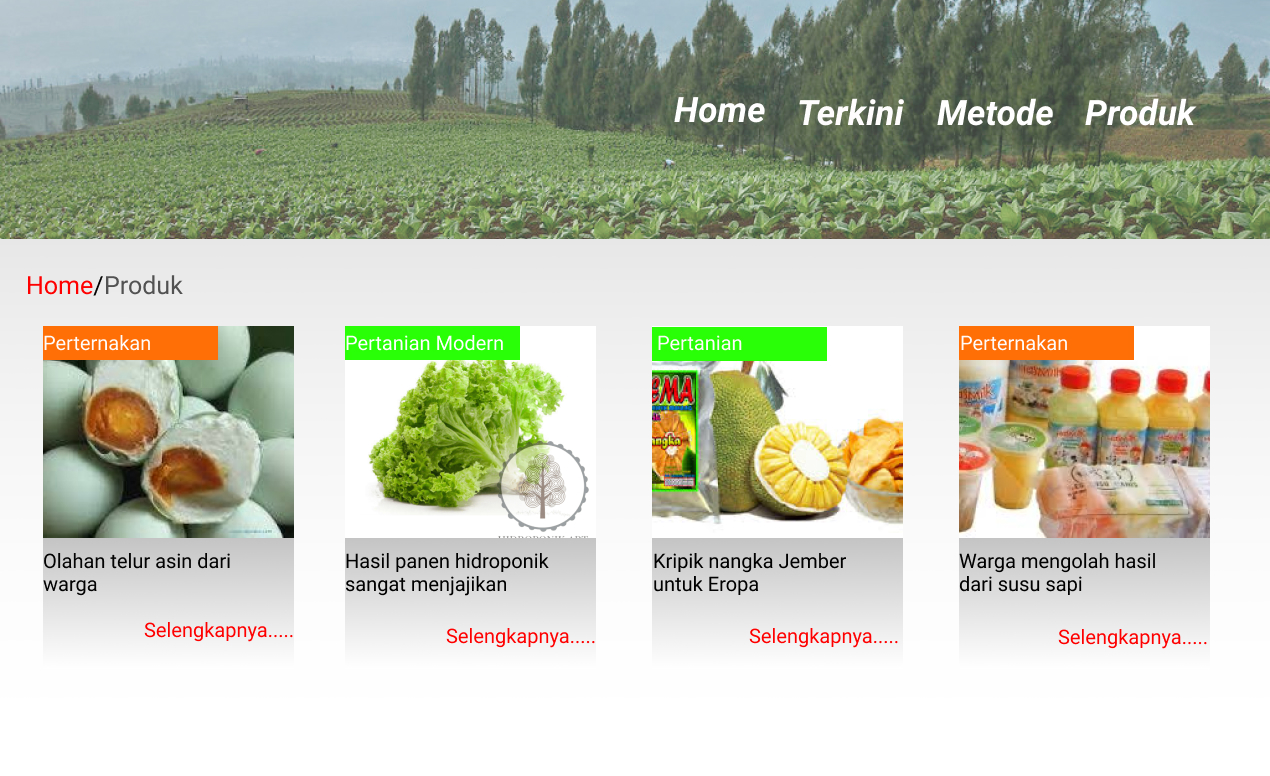 Home Terkini Metode Produk
Home/Produk
Perternakan
Olahan telur asin dari
warga
Selengkapnya.....
Pertanian Modern
Hasil panen hidroponik
sangat menjajikan
Selengkapnya.....
Pertanian
Kripik nangka Jember
untuk Eropa
Selengkapnya.....
Perternakan
Warga mengolah hasil
dari susu sapi
Selengkapnya.....